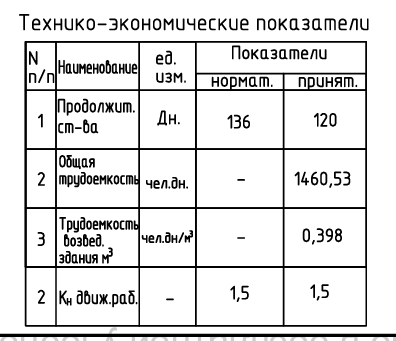 Технико-экономические показатели
N п/п Наименование ед. изм. Показатели
нормат. принят.
1 Продолжит. ст-ва Дн. 136 120
2 Общая трудоемкость чел.дн. – 1460,53
3 Трудоемкость возвед. здания м³ чел.дн/м³ – 0,398
2 Кн движ.раб. – 1,5 1,5